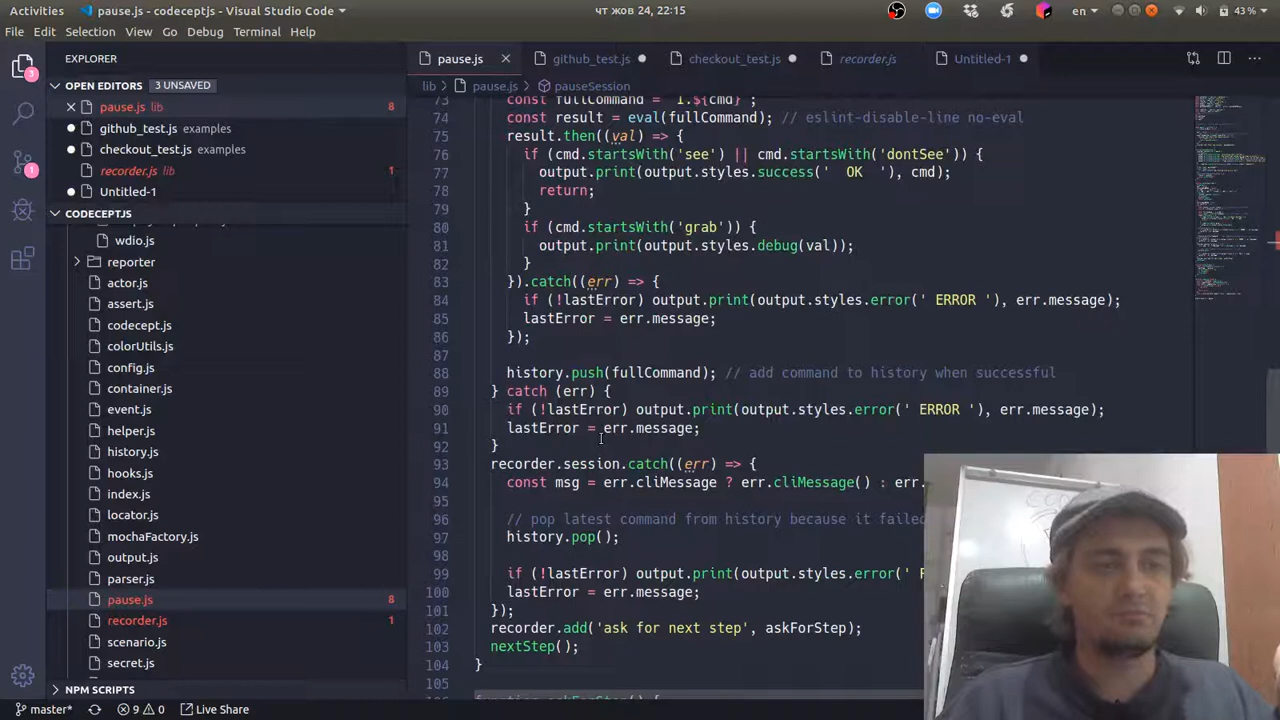 Activities
pause.js - codeceptjs - Visual Studio Code
чт жов 24, 22:15
en
43 %
File Edit Selection View Go Debug Terminal Help
EXPLORER
pause.js
github_test.js
checkout_test.js
recorder.js
Untitled-1
OPEN EDITORS 3 UNSAVED
lib > pause.js > pauseSession
pause.js lib 8
github_test.js examples
checkout_test.js examples
recorder.js lib 1
Untitled-1
CODECEPTJS
wdio.js
reporter
actor.js
assert.js
codecept.js
colorUtils.js
config.js
container.js
event.js
helper.js
history.js
hooks.js
index.js
locator.js
mochaFactory.js
output.js
parser.js
pause.js 8
recorder.js 1
scenario.js
secret.js
NPM SCRIPTS
73 const fullCommand = `I.${cmd}`;
74 const result = eval(fullCommand); // eslint-disable-line no-eval
75 result.then((val) => {
76 if (cmd.startsWith('see') || cmd.startsWith('dontSee')) {
77 output.print(output.styles.success('  OK  '), cmd);
78 return;
79 }
80 if (cmd.startsWith('grab')) {
81 output.print(output.styles.debug(val));
82 }
83 }).catch((err) => {
84 if (!lastError) output.print(output.styles.error(' ERROR '), err.message);
85 lastError = err.message;
86 });
87
88 history.push(fullCommand); // add command to history when successful
89 } catch (err) {
90 if (!lastError) output.print(output.styles.error(' ERROR '), err.message);
91 lastError = err.message;
92 }
93 recorder.session.catch((err) => {
94 const msg = err.cliMessage ? err.cliMessage() : err.
95
96 // pop latest command from history because it failed
97 history.pop();
98
99 if (!lastError) output.print(output.styles.error(' F
100 lastError = err.message;
101 });
102 recorder.add('ask for next step', askForStep);
103 nextStep();
104 }
105
master*
9 0
Live Share
3
1